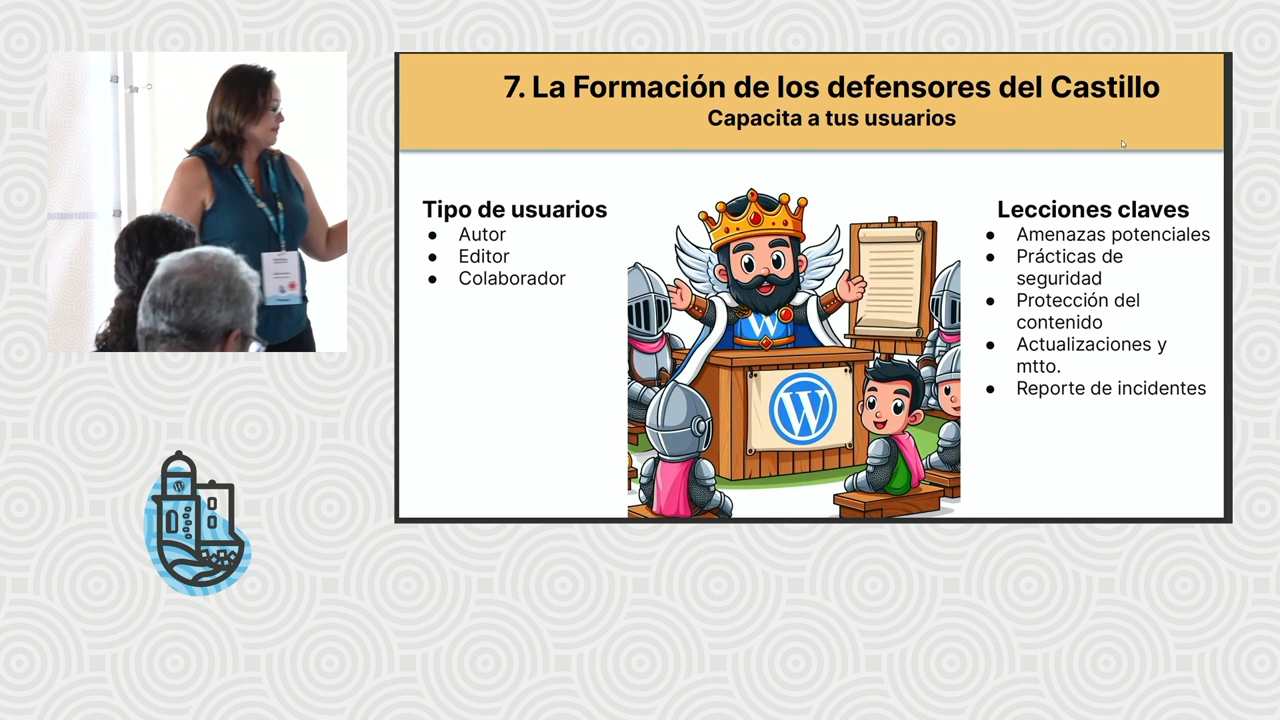 7. La Formación de los defensores del Castillo
Capacita a tus usuarios
Tipo de usuarios
● Autor
● Editor
● Colaborador
Lecciones claves
● Amenazas potenciales
● Prácticas de
seguridad
● Protección del
contenido
● Actualizaciones y
mtto.
● Reporte de incidentes